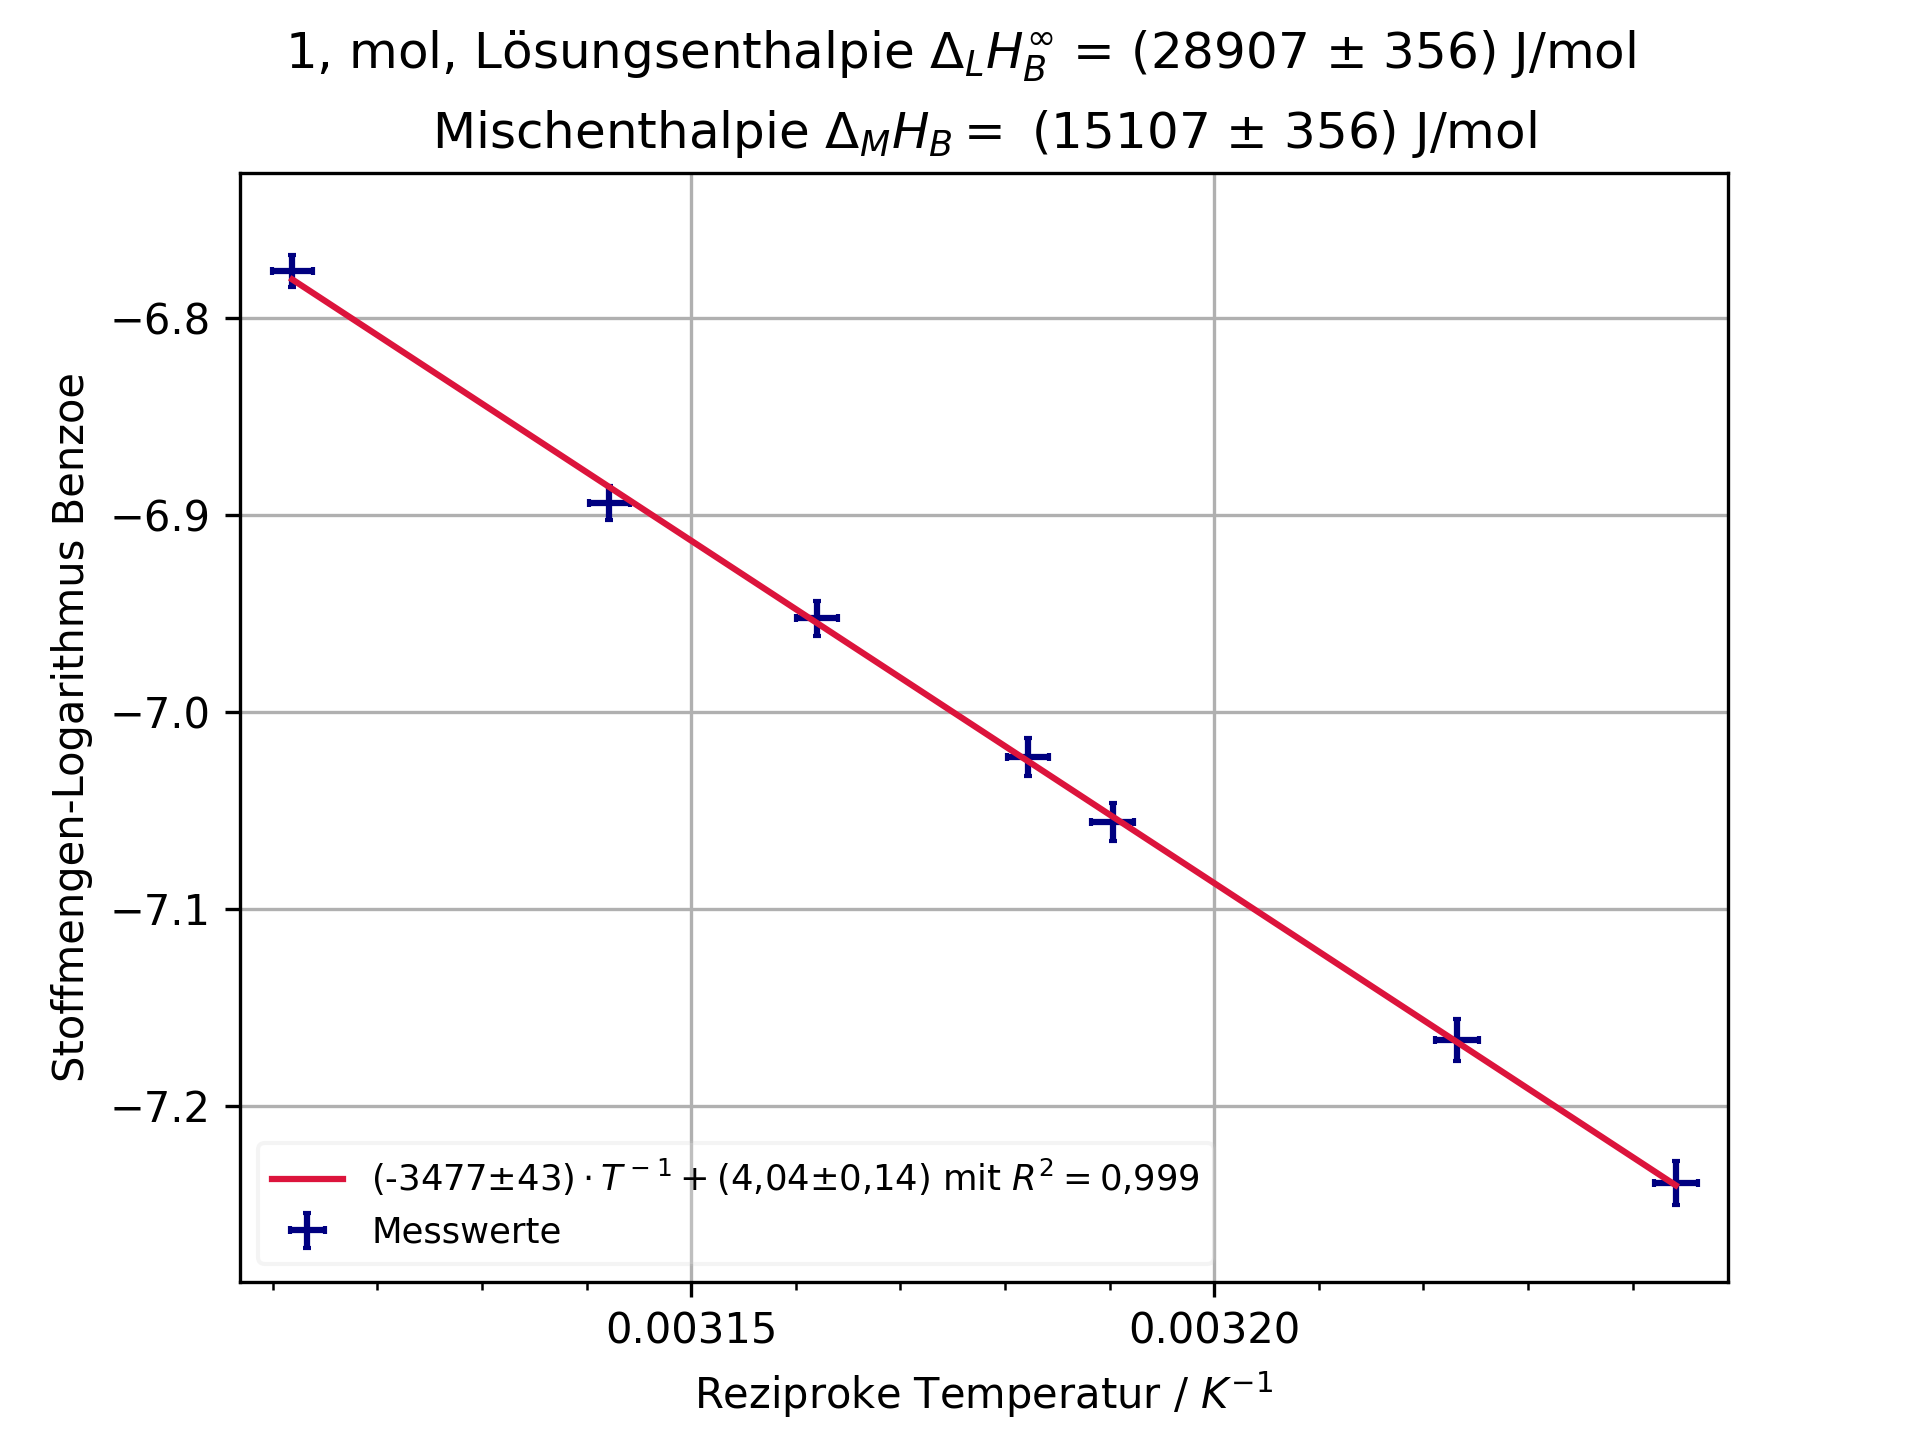 1, mol, Lösungsenthalpie Δ_L H_B^∞ = (28907 ± 356) J/mol
Mischenthalpie Δ_M H_B = (15107 ± 356) J/mol
Stoffmengen-Logarithmus Benzoe
−6.8
−6.9
−7.0
−7.1
−7.2
(-3477±43) · T^−1 + (4,04±0,14) mit R^2 = 0,999
Messwerte
0.00315 0.00320
Reziproke Temperatur / K^−1